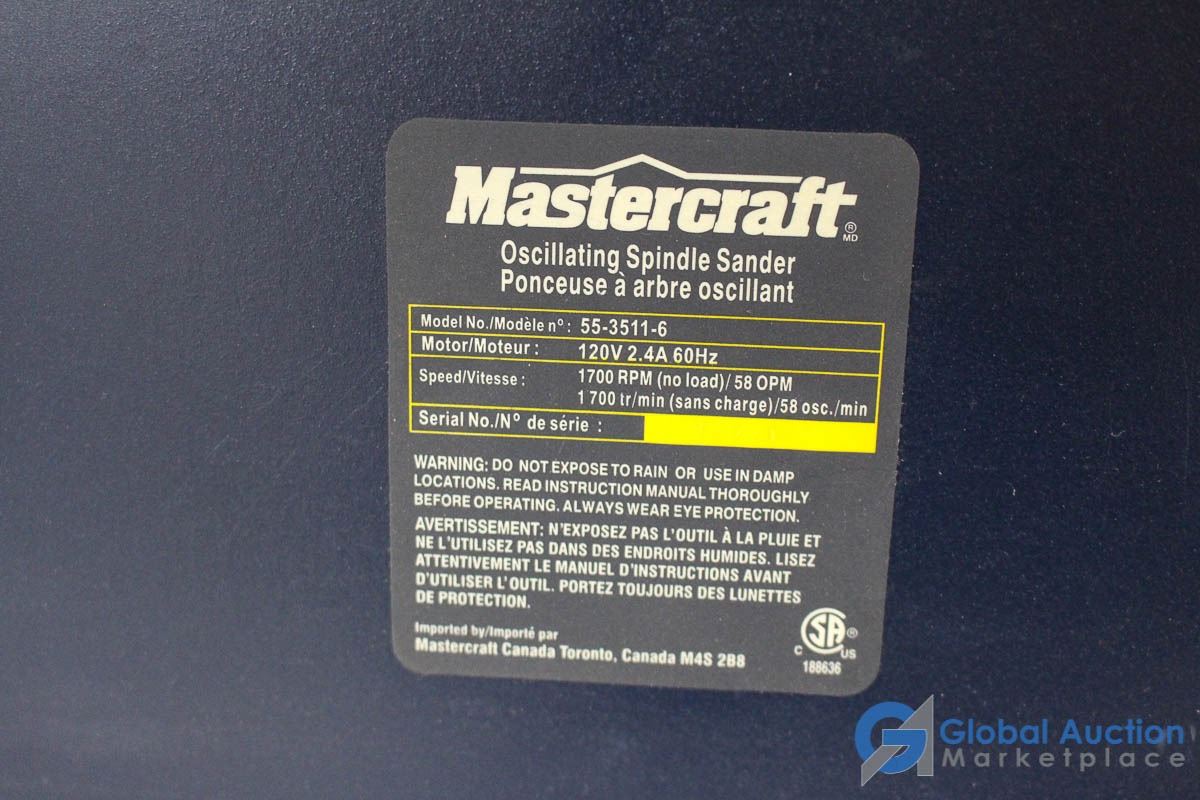 Mastercraft
®
MD
Oscillating Spindle Sander
Ponceuse à arbre oscillant
Model No./Modèle nº : 55-3511-6
Motor/Moteur : 120V 2.4A 60Hz
Speed/Vitesse : 1700 RPM (no load)/ 58 OPM
1 700 tr/min (sans charge)/58 osc./min
Serial No./Nº de série :
WARNING: DO NOT EXPOSE TO RAIN OR USE IN DAMP
LOCATIONS. READ INSTRUCTION MANUAL THOROUGHLY
BEFORE OPERATING. ALWAYS WEAR EYE PROTECTION.
AVERTISSEMENT: N'EXPOSEZ PAS L'OUTIL À LA PLUIE ET
NE L'UTILISEZ PAS DANS DES ENDROITS HUMIDES. LISEZ
ATTENTIVEMENT LE MANUEL D'INSTRUCTIONS AVANT
D'UTILISER L'OUTIL. PORTEZ TOUJOURS DES LUNETTES
DE PROTECTION.
Imported by/Importé par
Mastercraft Canada Toronto, Canada M4S 2B8
SA ®
C US
188636
Global Auction
Marketplace